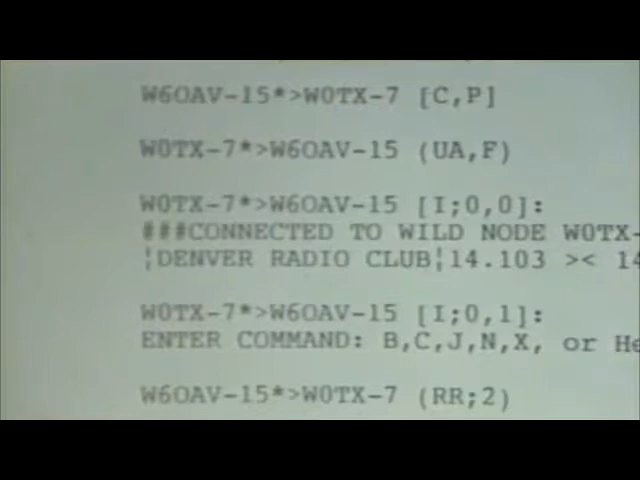 W6OAV-15*>W0TX-7 [C,P]
W0TX-7*>W6OAV-15 (UA,F)
W0TX-7*>W6OAV-15 [I;0,0]:
###CONNECTED TO WILD NODE W0TX-
¦DENVER RADIO CLUB¦14.103 >< 14
W0TX-7*>W6OAV-15 [I;0,1]:
ENTER COMMAND: B,C,J,N,X, or He
W6OAV-15*>W0TX-7 (RR;2)